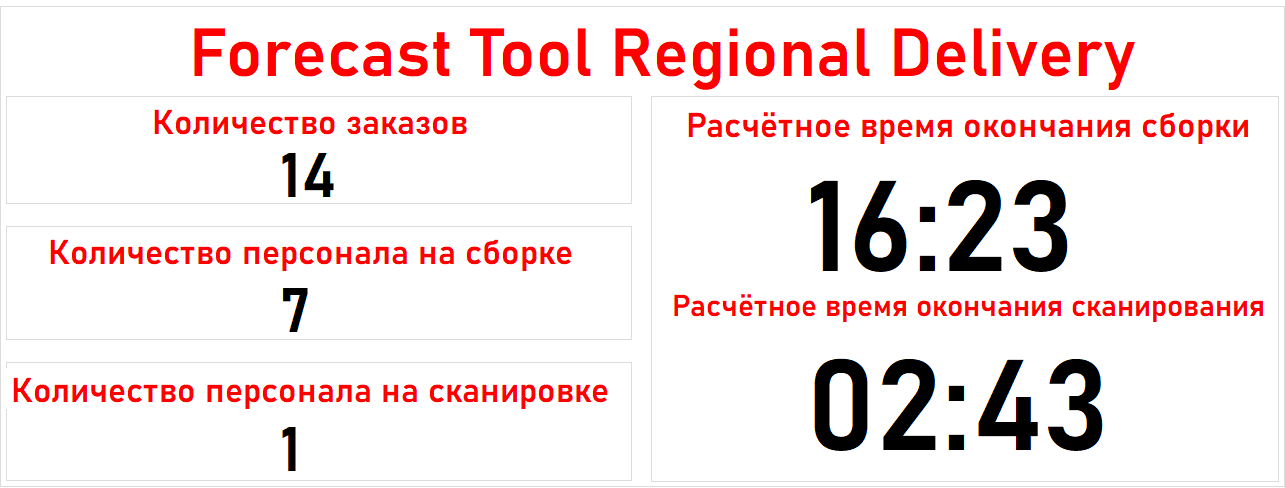 Forecast Tool Regional Delivery
Количество заказов
14
Количество персонала на сборке
7
Количество персонала на сканировке
1
Расчётное время окончания сборки
16:23
Расчётное время окончания сканирования
02:43